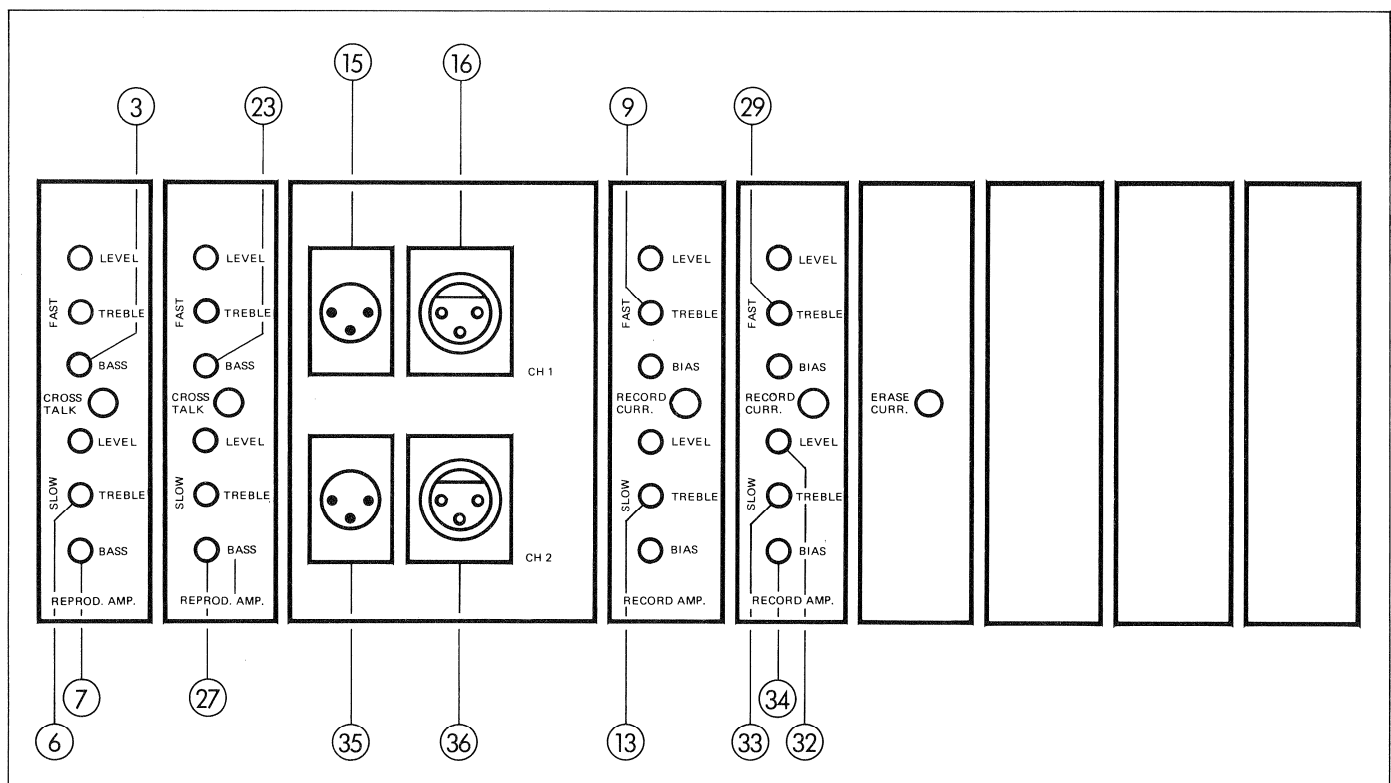 15
16
3
23
9
29
LEVEL
FAST
TREBLE
BASS
CROSS
TALK
LEVEL
SLOW
TREBLE
BASS
REPROD. AMP.
LEVEL
FAST
TREBLE
BASS
CROSS
TALK
LEVEL
SLOW
TREBLE
BASS
REPROD. AMP.
CH 1
CH 2
LEVEL
FAST
TREBLE
BIAS
RECORD
CURR.
LEVEL
SLOW
TREBLE
BIAS
RECORD AMP.
LEVEL
FAST
TREBLE
BIAS
RECORD
CURR.
LEVEL
SLOW
TREBLE
BIAS
RECORD AMP.
ERASE
CURR.
7
27
34
6
35
36
13
33
32